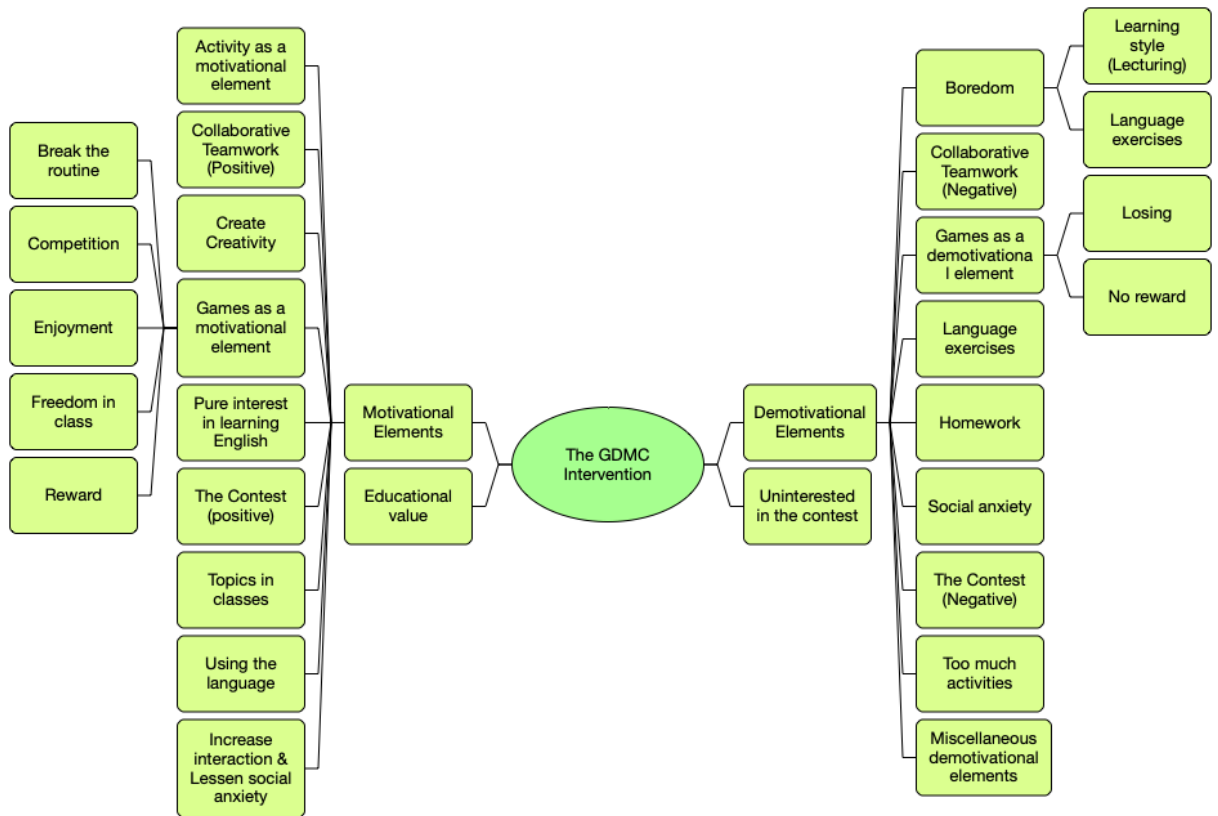 Activity as a
motivational
element
Collaborative
Teamwork
(Positive)
Create
Creativity
Games as a
motivational
element
Pure interest
in learning
English
The Contest
(positive)
Topics in
classes
Using the
language
Increase
interaction &
Lessen social
anxiety
Break the
routine
Competition
Enjoyment
Freedom in
class
Reward
Motivational
Elements
Educational
value
The GDMC
Intervention
Demotivational
Elements
Uninterested
in the contest
Boredom
Collaborative
Teamwork
(Negative)
Games as a
demotivationa
l element
Language
exercises
Homework
Social anxiety
The Contest
(Negative)
Too much
activities
Miscellaneous
demotivational
elements
Learning
style
(Lecturing)
Language
exercises
Losing
No reward